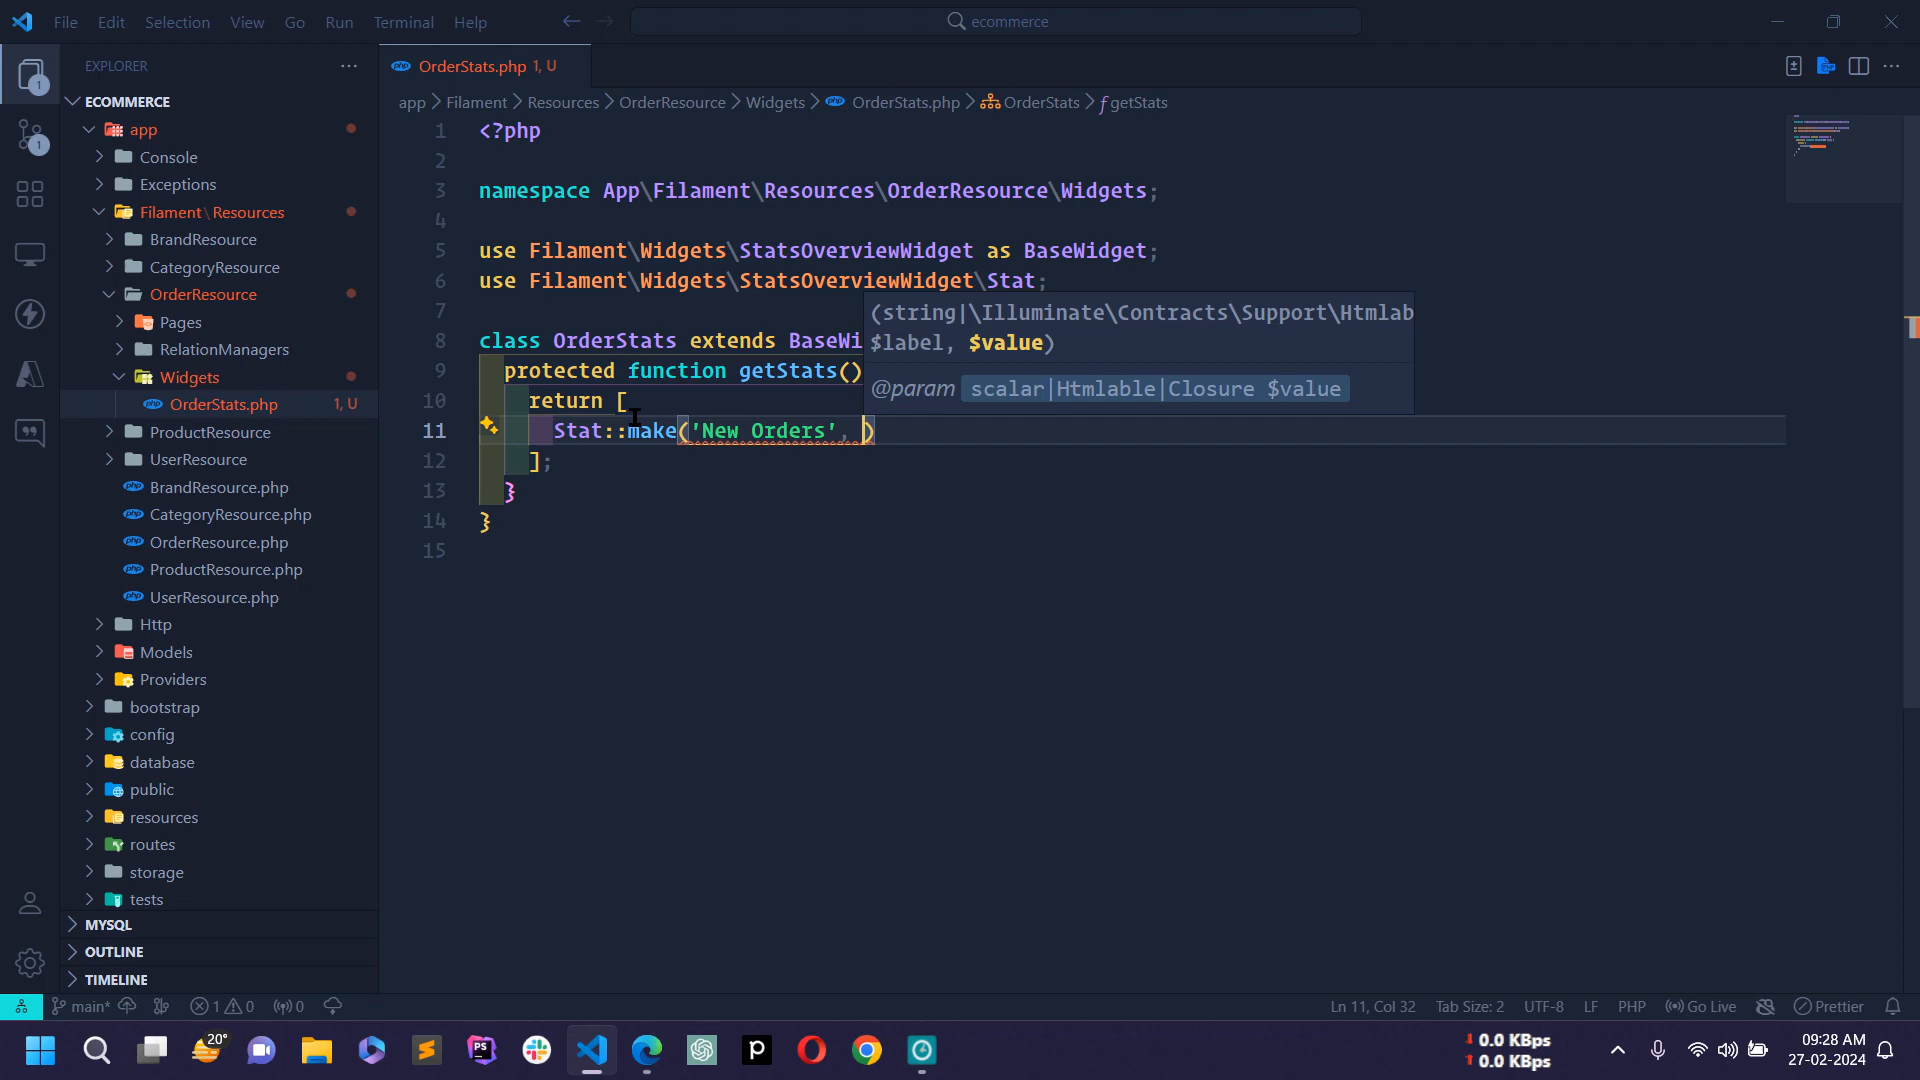 File Edit Selection View Go Run Terminal Help
ecommerce
EXPLORER
OrderStats.php 1, U
1
1
ECOMMERCE
app
Console
Exceptions
Filament\Resources
BrandResource
CategoryResource
OrderResource
Pages
RelationManagers
Widgets
OrderStats.php 1, U
ProductResource
UserResource
BrandResource.php
CategoryResource.php
OrderResource.php
ProductResource.php
UserResource.php
Http
Models
Providers
bootstrap
config
database
public
resources
routes
storage
tests
MYSQL
OUTLINE
TIMELINE
app > Filament > Resources > OrderResource > Widgets > OrderStats.php > OrderStats > getStats
1 <?php
2
3 namespace App\Filament\Resources\OrderResource\Widgets;
4
5 use Filament\Widgets\StatsOverviewWidget as BaseWidget;
6 use Filament\Widgets\StatsOverviewWidget\Stat;
7
(string|\Illuminate\Contracts\Support\Htmlab
$label, $value)
@param scalar|Htmlable|Closure $value
8 class OrderStats extends BaseWi
9 protected function getStats()
10 return [
11 Stat::make('New Orders', )
12 ];
13 }
14 }
15
main* 1 0 0
Ln 11, Col 32 Tab Size: 2 UTF-8 LF PHP Go Live Prettier
20°
PS
P
0.0 KBps
0.0 KBps
09:28 AM
27-02-2024